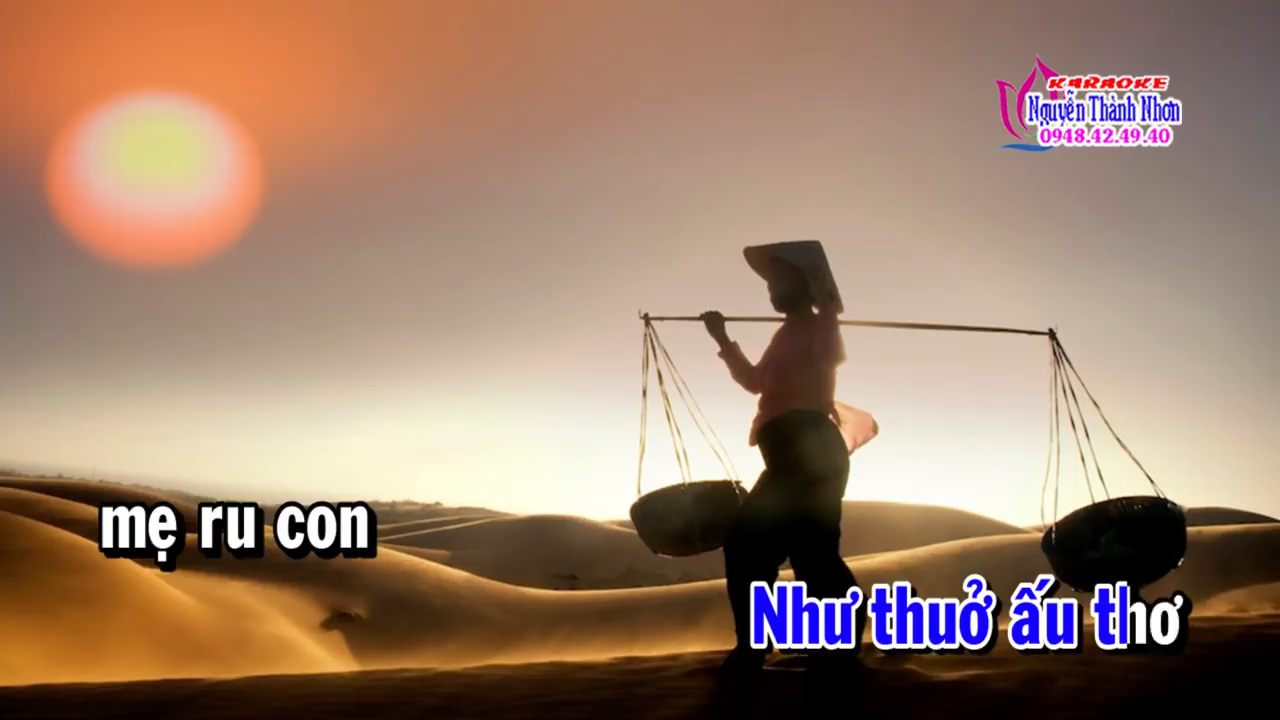 KARAOKE
Nguyễn Thành Nhơn
0948.42.49.40
mẹ ru con
Như thuở ấu thơ